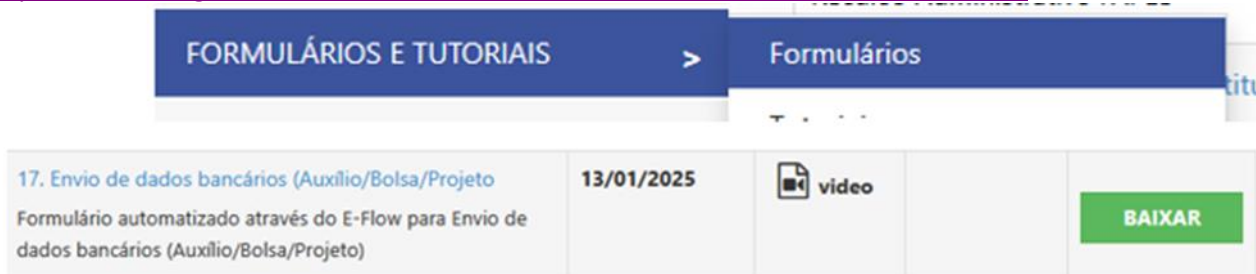 FORMULÁRIOS E TUTORIAIS > Formulários
17. Envio de dados bancários (Auxílio/Bolsa/Projeto 13/01/2025 video
Formulário automatizado através do E-Flow para Envio de BAIXAR
dados bancários (Auxílio/Bolsa/Projeto)